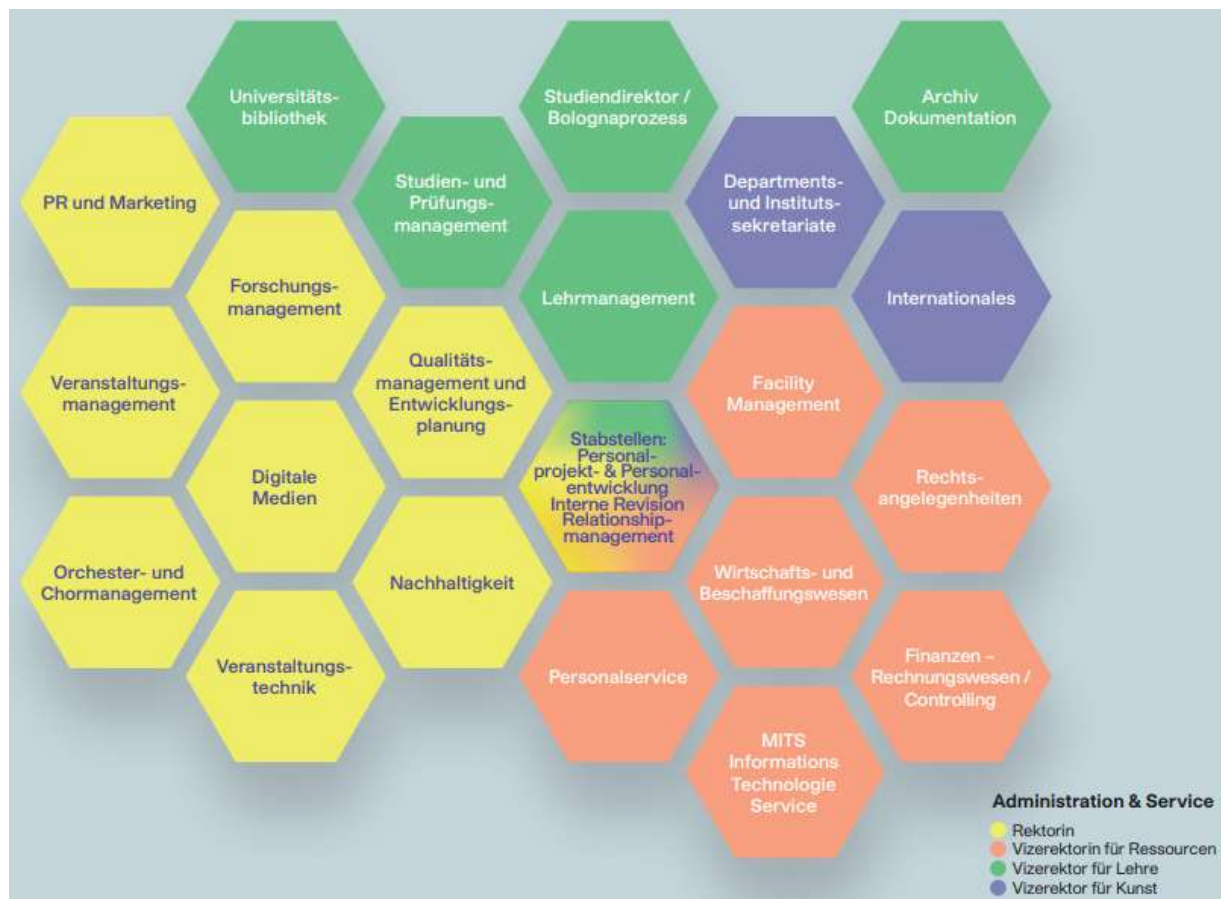 Universitäts-
bibliothek
Studiendirektor /
Bolognaprozess
Archiv
Dokumentation
PR und Marketing
Studien- und
Prüfungs-
management
Departments-
und Instituts-
sekretariate
Forschungs-
management
Lehrmanagement
Internationales
Veranstaltungs-
management
Qualitäts-
management und
Entwicklungs-
planung
Facility
Management
Digitale
Medien
Stabstellen:
Personal-
projekt- & Personal-
entwicklung
Interne Revision
Relationship-
management
Rechts-
angelegenheiten
Orchester- und
Chormanagement
Nachhaltigkeit
Wirtschafts- und
Beschaffungswesen
Veranstaltungs-
technik
Personalservice
Finanzen –
Rechnungswesen /
Controlling
MITS
Informations
Technologie
Service
Administration & Service
Rektorin
Vizerektorin für Ressourcen
Vizerektor für Lehre
Vizerektor für Kunst